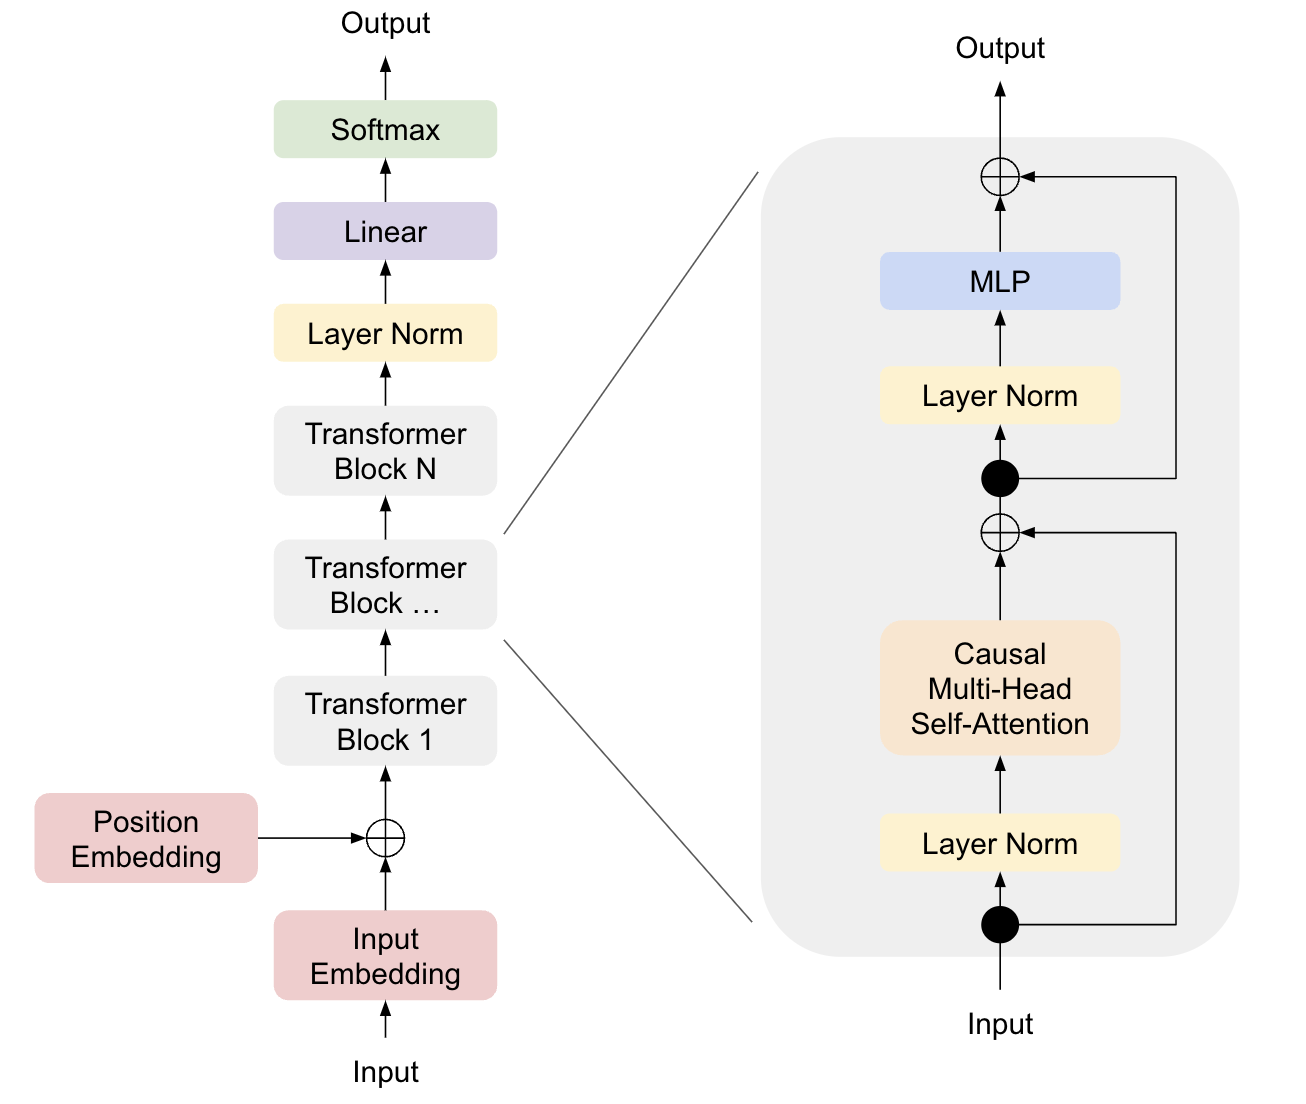 Output
Softmax
Linear
Layer Norm
Transformer
Block N
Transformer
Block …
Transformer
Block 1
Position
Embedding
Input
Embedding
Input
Output
MLP
Layer Norm
Causal
Multi-Head
Self-Attention
Layer Norm
Input